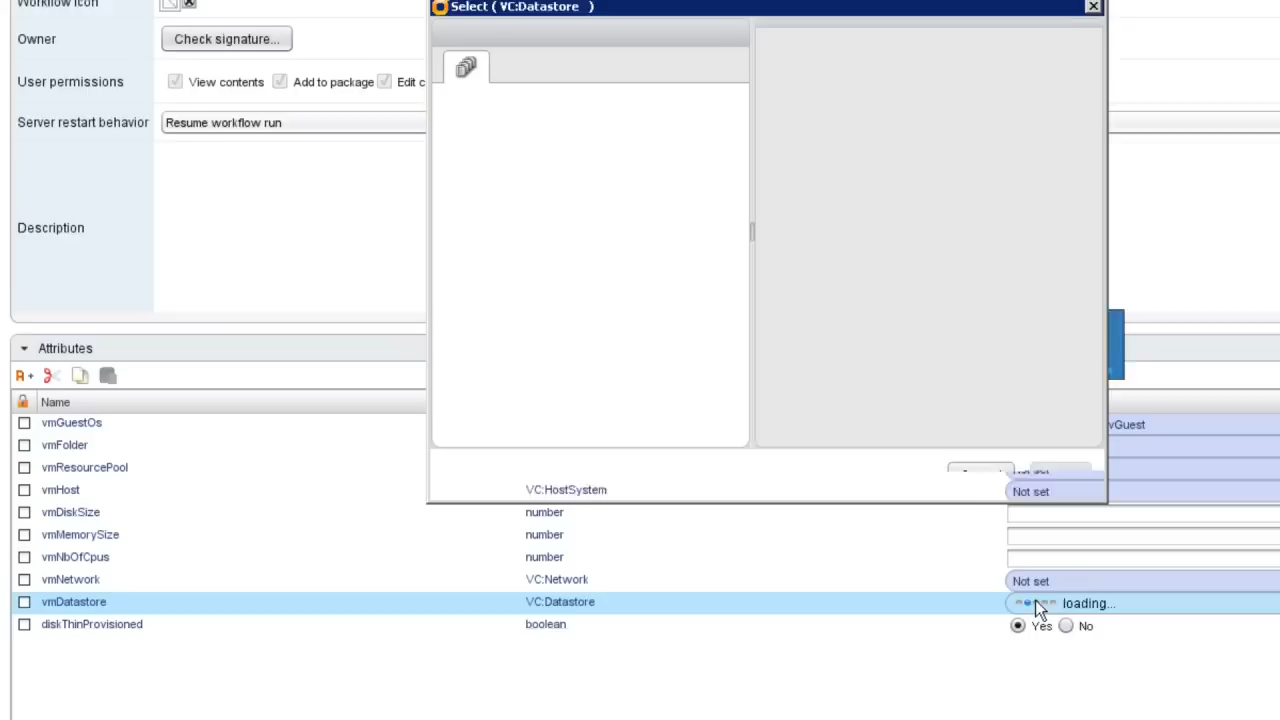 Workflow Icon
Select ( VC:Datastore )
Owner
Check signature...
User permissions
View contents
Add to package
Edit c
Server restart behavior
Resume workflow run
Description
Attributes
A+
Name
vmGuestOs
vGuest
vmFolder
vmResourcePool
Not set
vmHost
VC:HostSystem
Not set
vmDiskSize
number
vmMemorySize
number
vmNbOfCpus
number
vmNetwork
VC:Network
Not set
vmDatastore
VC:Datastore
loading...
diskThinProvisioned
boolean
Yes
No